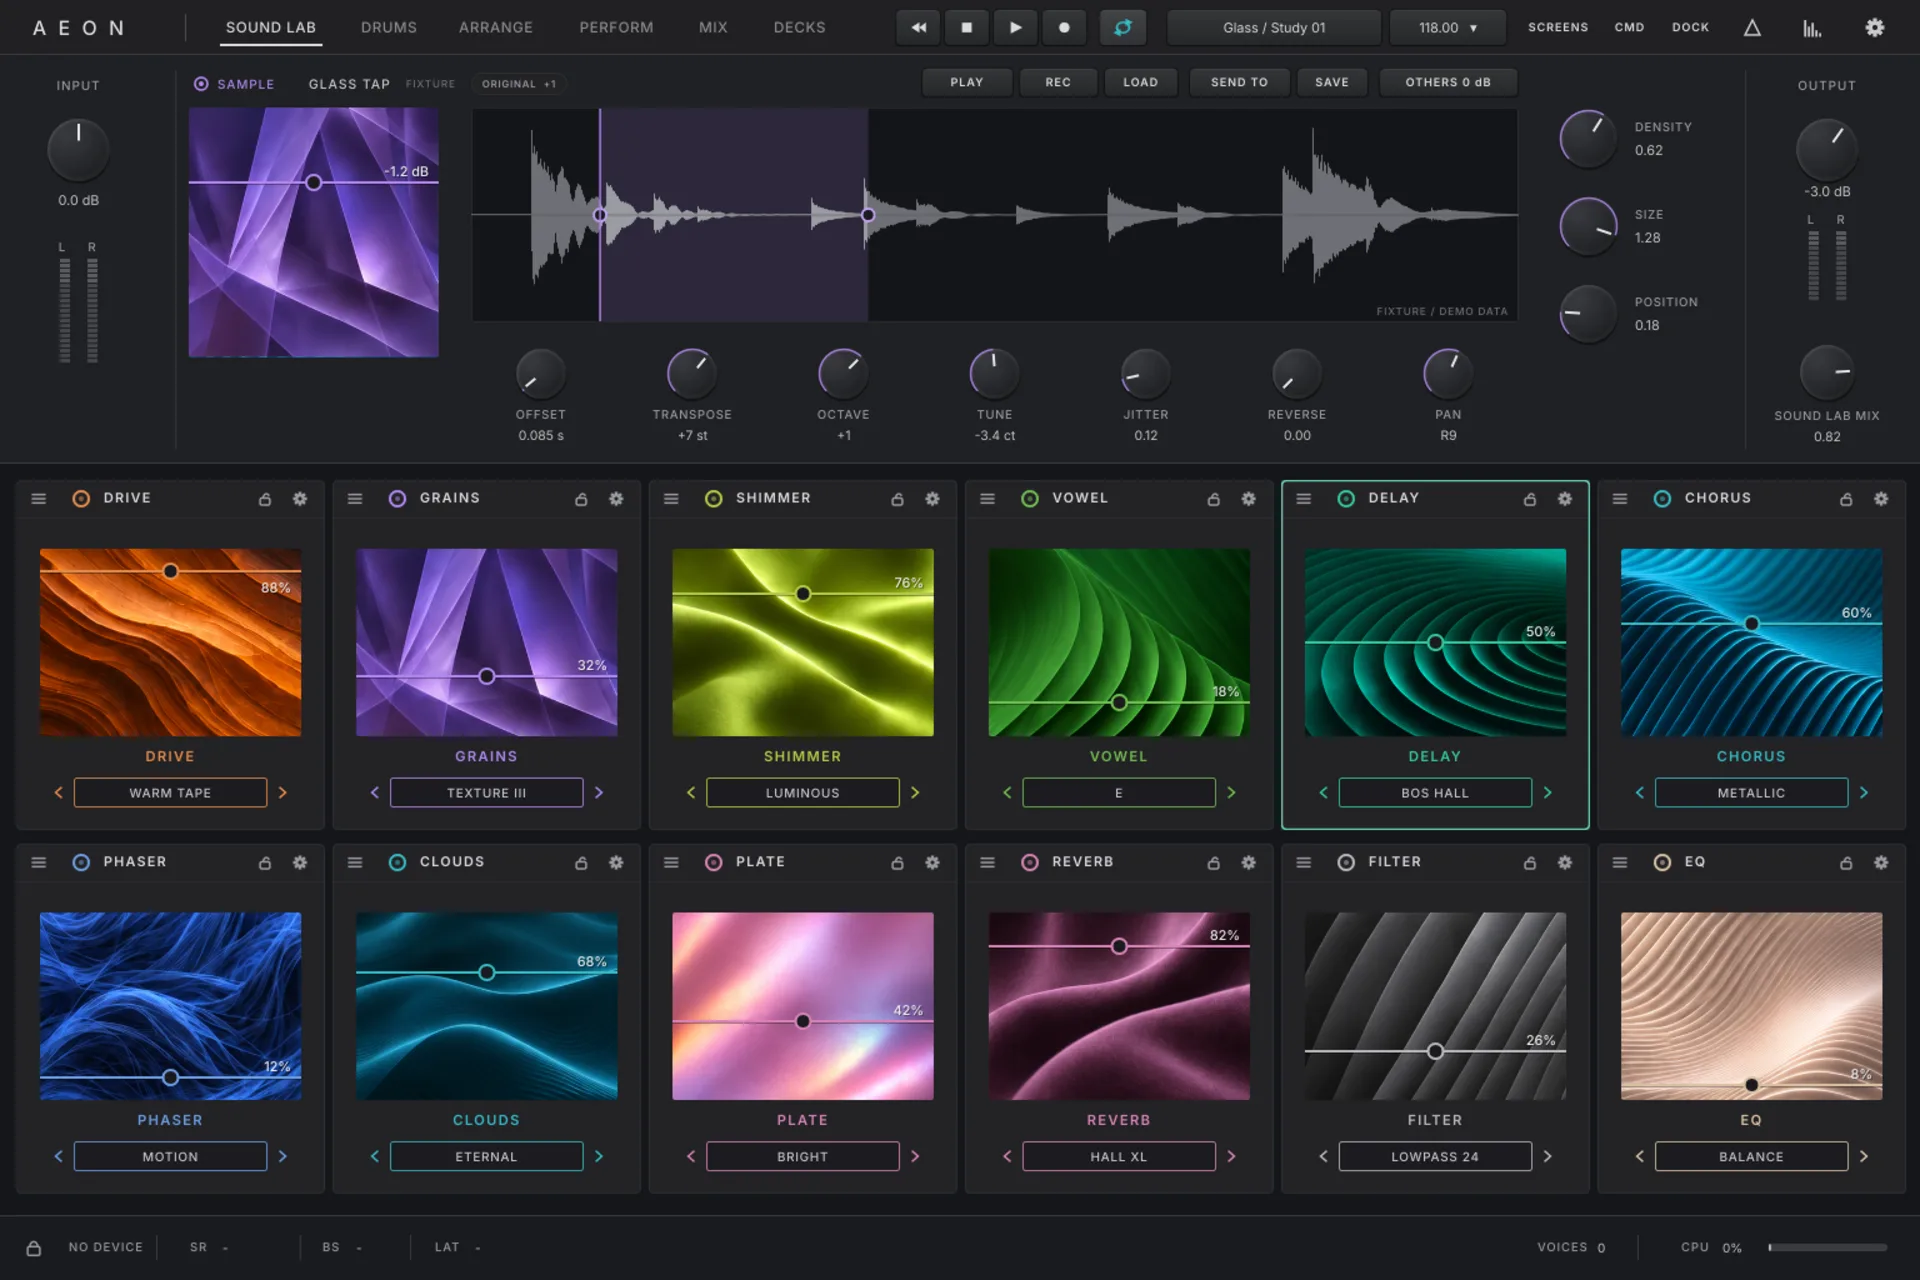 AEON
SOUND LAB DRUMS ARRANGE PERFORM MIX DECKS
Glass / Study 01
118.00 ▼
SCREENS CMD DOCK
INPUT
0.0 dB
L R
SAMPLE
GLASS TAP FIXTURE ORIGINAL +1
PLAY REC LOAD SEND TO SAVE OTHERS 0 dB
-1.2 dB
FIXTURE / DEMO DATA
OFFSET TRANSPOSE OCTAVE TUNE JITTER REVERSE PAN
0.085 s +7 st +1 -3.4 ct 0.12 0.00 R9
DENSITY
0.62
SIZE
1.28
POSITION
0.18
OUTPUT
-3.0 dB
L R
SOUND LAB MIX
0.82
DRIVE GRAINS SHIMMER VOWEL DELAY CHORUS
88% 32% 76% 18% 50% 60%
DRIVE GRAINS SHIMMER VOWEL DELAY CHORUS
< WARM TAPE > < TEXTURE III > < LUMINOUS > < E > < BOS HALL > < METALLIC >
PHASER CLOUDS PLATE REVERB FILTER EQ
12% 68% 42% 82% 26% 8%
PHASER CLOUDS PLATE REVERB FILTER EQ
< MOTION > < ETERNAL > < BRIGHT > < HALL XL > < LOWPASS 24 > < BALANCE >
NO DEVICE SR - BS - LAT - VOICES 0 CPU 0%